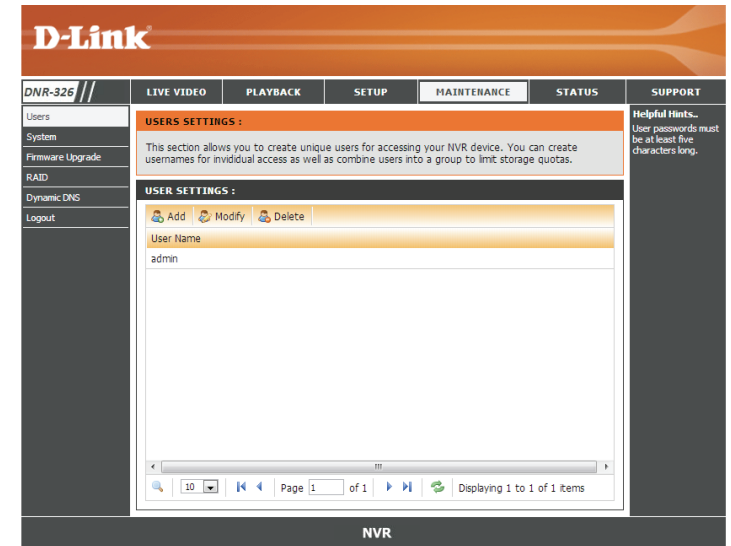 D-Link
DNR-326
LIVE VIDEO PLAYBACK SETUP MAINTENANCE STATUS SUPPORT
Users
System
Firmware Upgrade
RAID
Dynamic DNS
Logout
USERS SETTINGS :
This section allows you to create unique users for accessing your NVR device. You can create
usernames for invididual access as well as combine users into a group to limit storage quotas.
USER SETTINGS :
Add Modify Delete
User Name
admin
10 Page 1 of 1 Displaying 1 to 1 of 1 items
Helpful Hints..
User passwords must
be at least five
characters long.
NVR